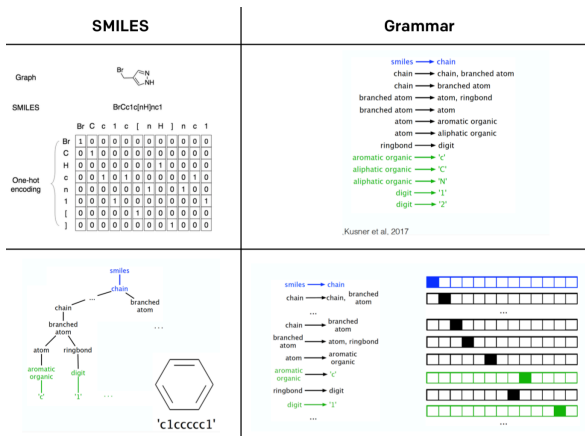 SMILES
Grammar
Graph
Br
N
NH
SMILES
BrCc1c[nH]nc1
One-hot
encoding
Br C c 1 c [ n H ] n c 1
Br 1 0 0 0 0 0 0 0 0 0 0 0
C 0 1 0 0 0 0 0 0 0 0 0 0
H 0 0 0 0 0 0 0 1 0 0 0 0
c 0 0 1 0 1 0 0 0 0 0 1 0
n 0 0 0 0 0 0 1 0 0 1 0 0
1 0 0 0 1 0 0 0 0 0 0 0 1
[ 0 0 0 0 0 1 0 0 0 0 0 0
] 0 0 0 0 0 0 0 0 1 0 0 0
smiles → chain
chain → chain, branched atom
chain → branched atom
branched atom → atom, ringbond
branched atom → atom
atom → aromatic organic
atom → aliphatic organic
ringbond → digit
aromatic organic → 'c'
aliphatic organic → 'C'
aliphatic organic → 'N'
digit → '1'
digit → '2'
.Kusner et al, 2017
smiles
chain
...
chain
branched
atom
...
branched
atom
atom
ringbond
aromatic
organic
digit
'c'
'1'
...
'c1ccccc1'
smiles → chain
chain → chain, branched
atom
...
chain → branched
atom
branched
atom → atom, ringbond
atom → aromatic
organic
aromatic
organic → 'c'
ringbond → digit
digit → '1'
...
...
...